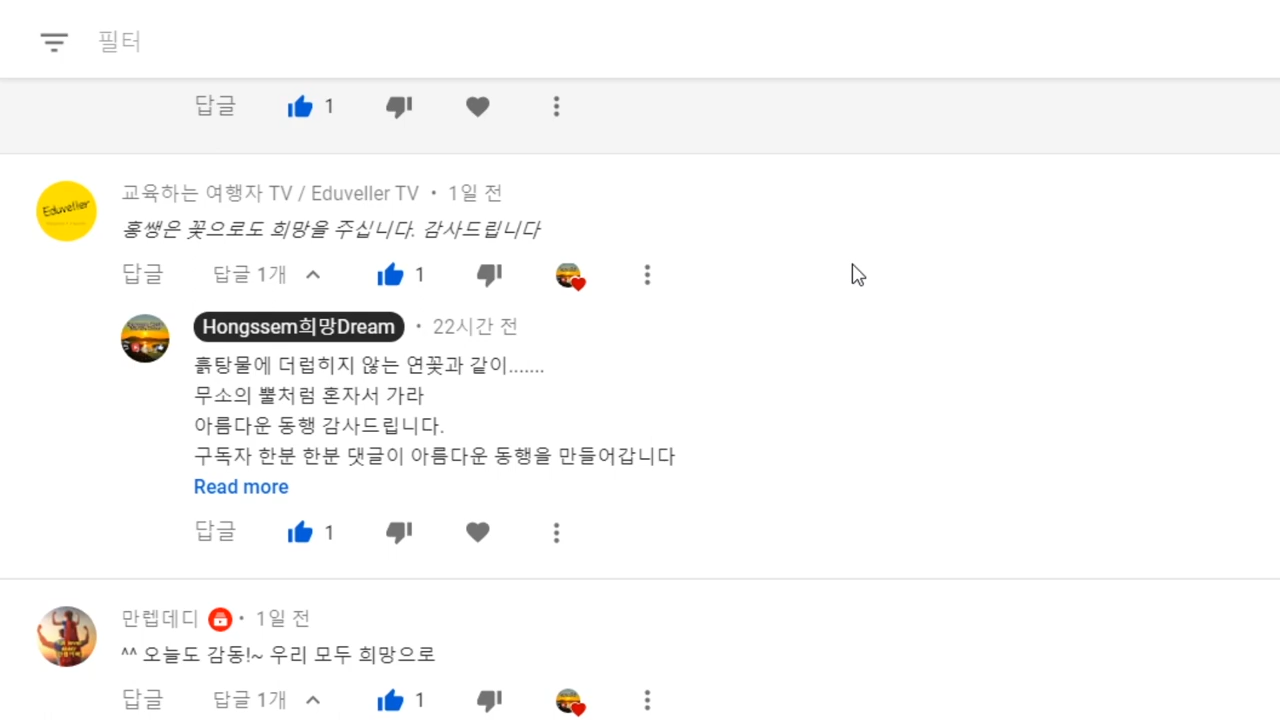 필터
답글 1
Eduveller
교육하는 여행자 TV / Eduveller TV • 1일 전
홍쌩은 꽃으로도 희망을 주십니다. 감사드립니다
답글 답글 1개 1
Hongssem희망Dream • 22시간 전
흙탕물에 더럽히지 않는 연꽃과 같이.......
무소의 뿔처럼 혼자서 가라
아름다운 동행 감사드립니다.
구독자 한분 한분 댓글이 아름다운 동행을 만들어갑니다
Read more
답글 1
만렙데디 • 1일 전
^^ 오늘도 감동!~ 우리 모두 희망으로
답글 답글 1개 1